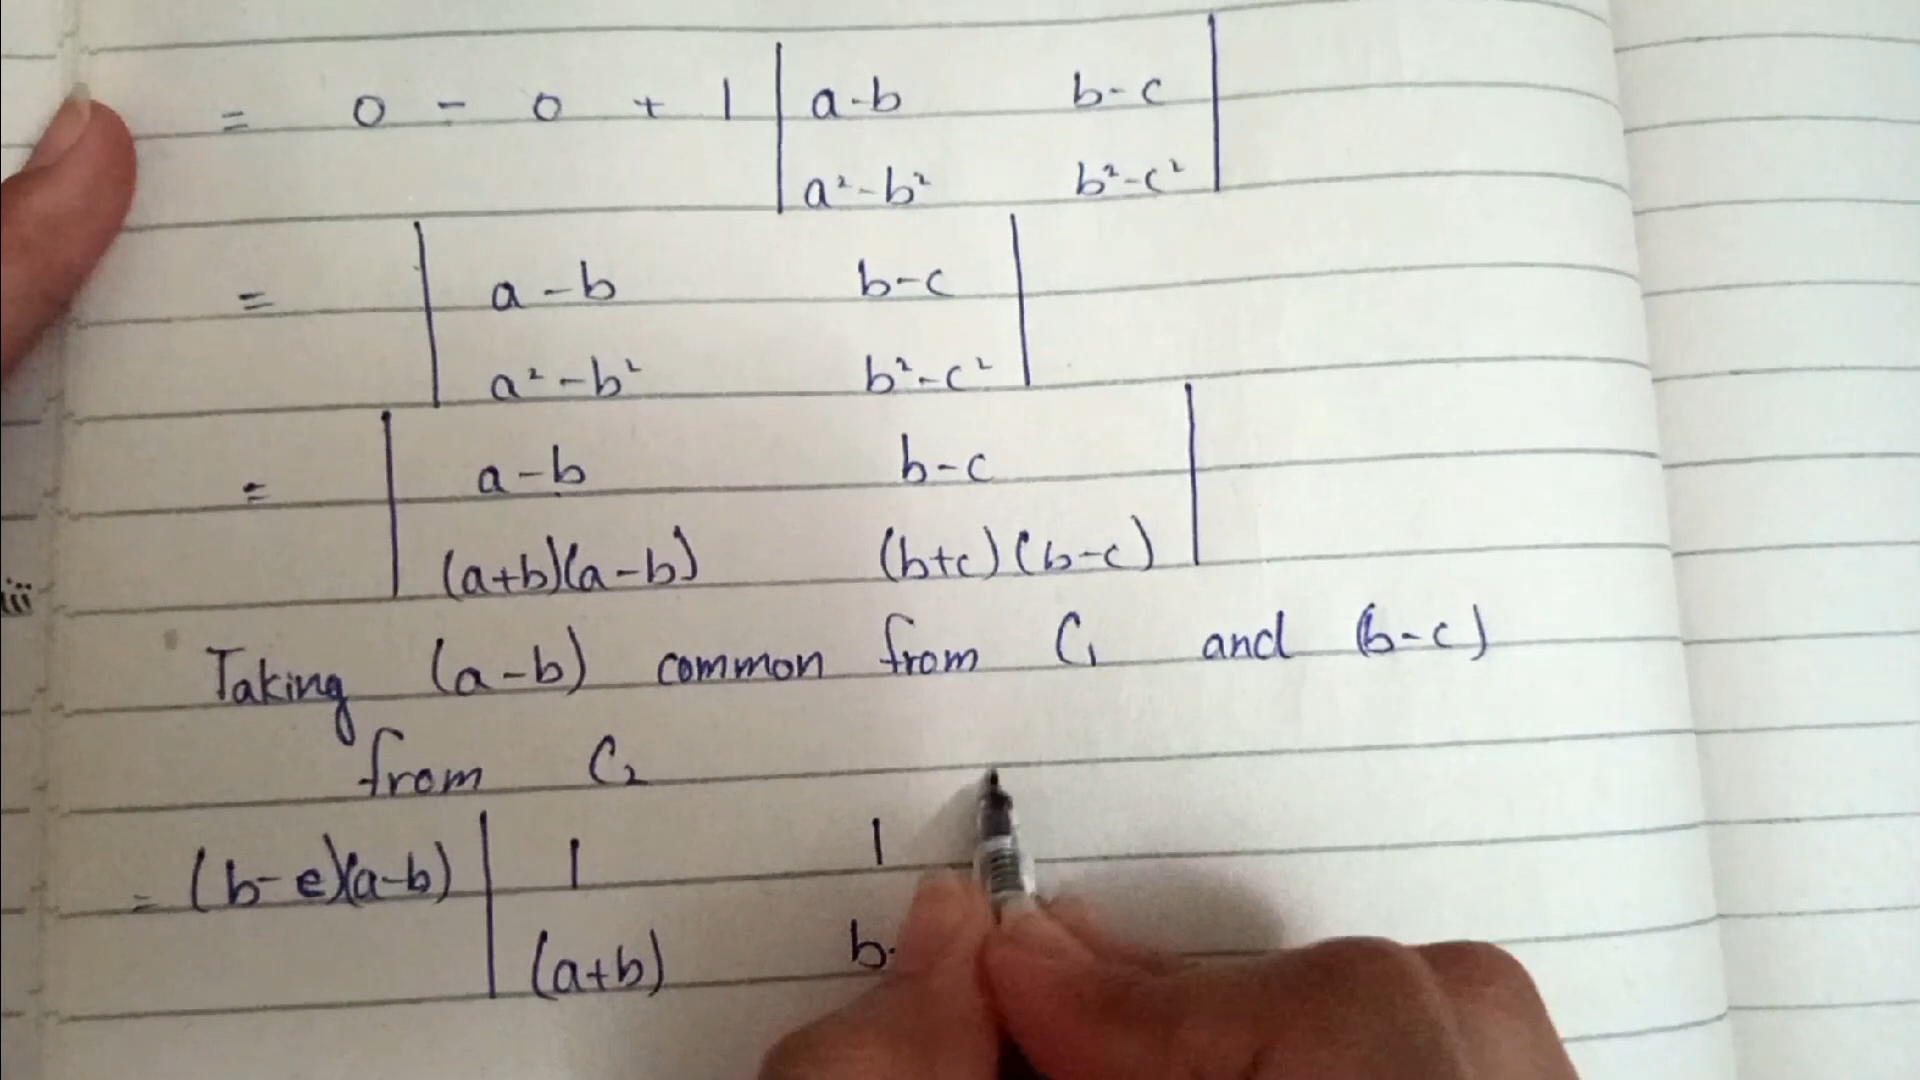 = 0 - 0 + 1 | a-b b-c |
| a²-b² b²-c² |
= | a-b b-c |
| a²-b² b²-c² |
= | a-b b-c |
| (a+b)(a-b) (b+c)(b-c) |
iii
Taking (a-b) common from C₁ and (b-c)
from C₂
= (b-c)(a-b) | 1 1
| (a+b) b